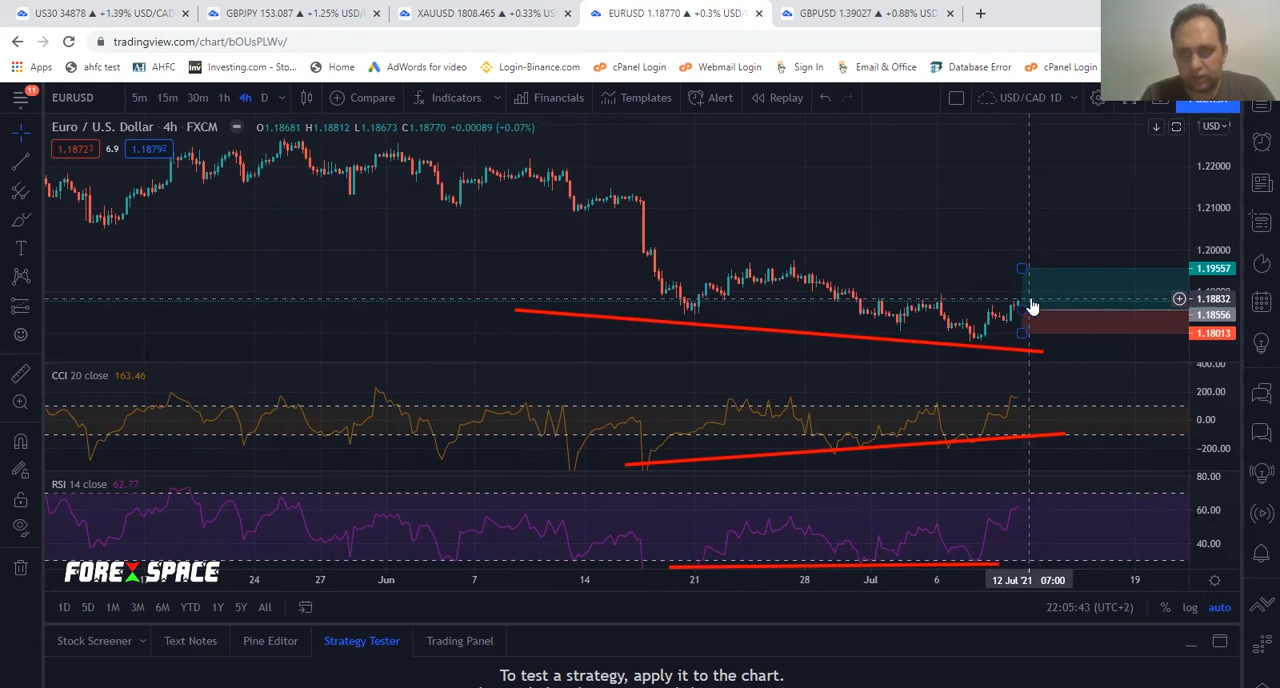 US30 34878 ▲ +1.39% USD/CAD
GBPJPY 153.087 ▲ +1.25% USD/
XAUUSD 1808.465 ▲ +0.33% US
EURUSD 1.18770 ▲ +0.3% USD/
GBPUSD 1.39027 ▲ +0.88% USD/
tradingview.com/chart/bOUsPLWv/
Apps
ahfc test
AHFC
Investing.com - Sto...
Home
AdWords for video
Login-Binance.com
cPanel Login
Webmail Login
Sign In
Email & Office
Database Error
cPanel Login
11
EURUSD
5m 15m 30m 1h 4h D
Compare
Indicators
Financials
Templates
Alert
Replay
USD/CAD 1D
Euro / U.S. Dollar · 4h · FXCM
O1.18681 H1.18812 L1.18673 C1.18770 +0.00089 (+0.07%)
USD
1.18723 6.9 1.18792
1.22000
1.21000
1.20000
1.19557
1.18832
1.18556
1.18013
CCI 20 close 163.46
400.00
200.00
0.00
-200.00
RSI 14 close 62.77
80.00
60.00
40.00
FOREX SPACE
24 27 Jun 7 14 21 28 Jul 6 12 Jul '21 07:00 19
1D 5D 1M 3M 6M YTD 1Y 5Y All
22:05:43 (UTC+2) % log auto
Stock Screener
Text Notes
Pine Editor
Strategy Tester
Trading Panel
To test a strategy, apply it to the chart.